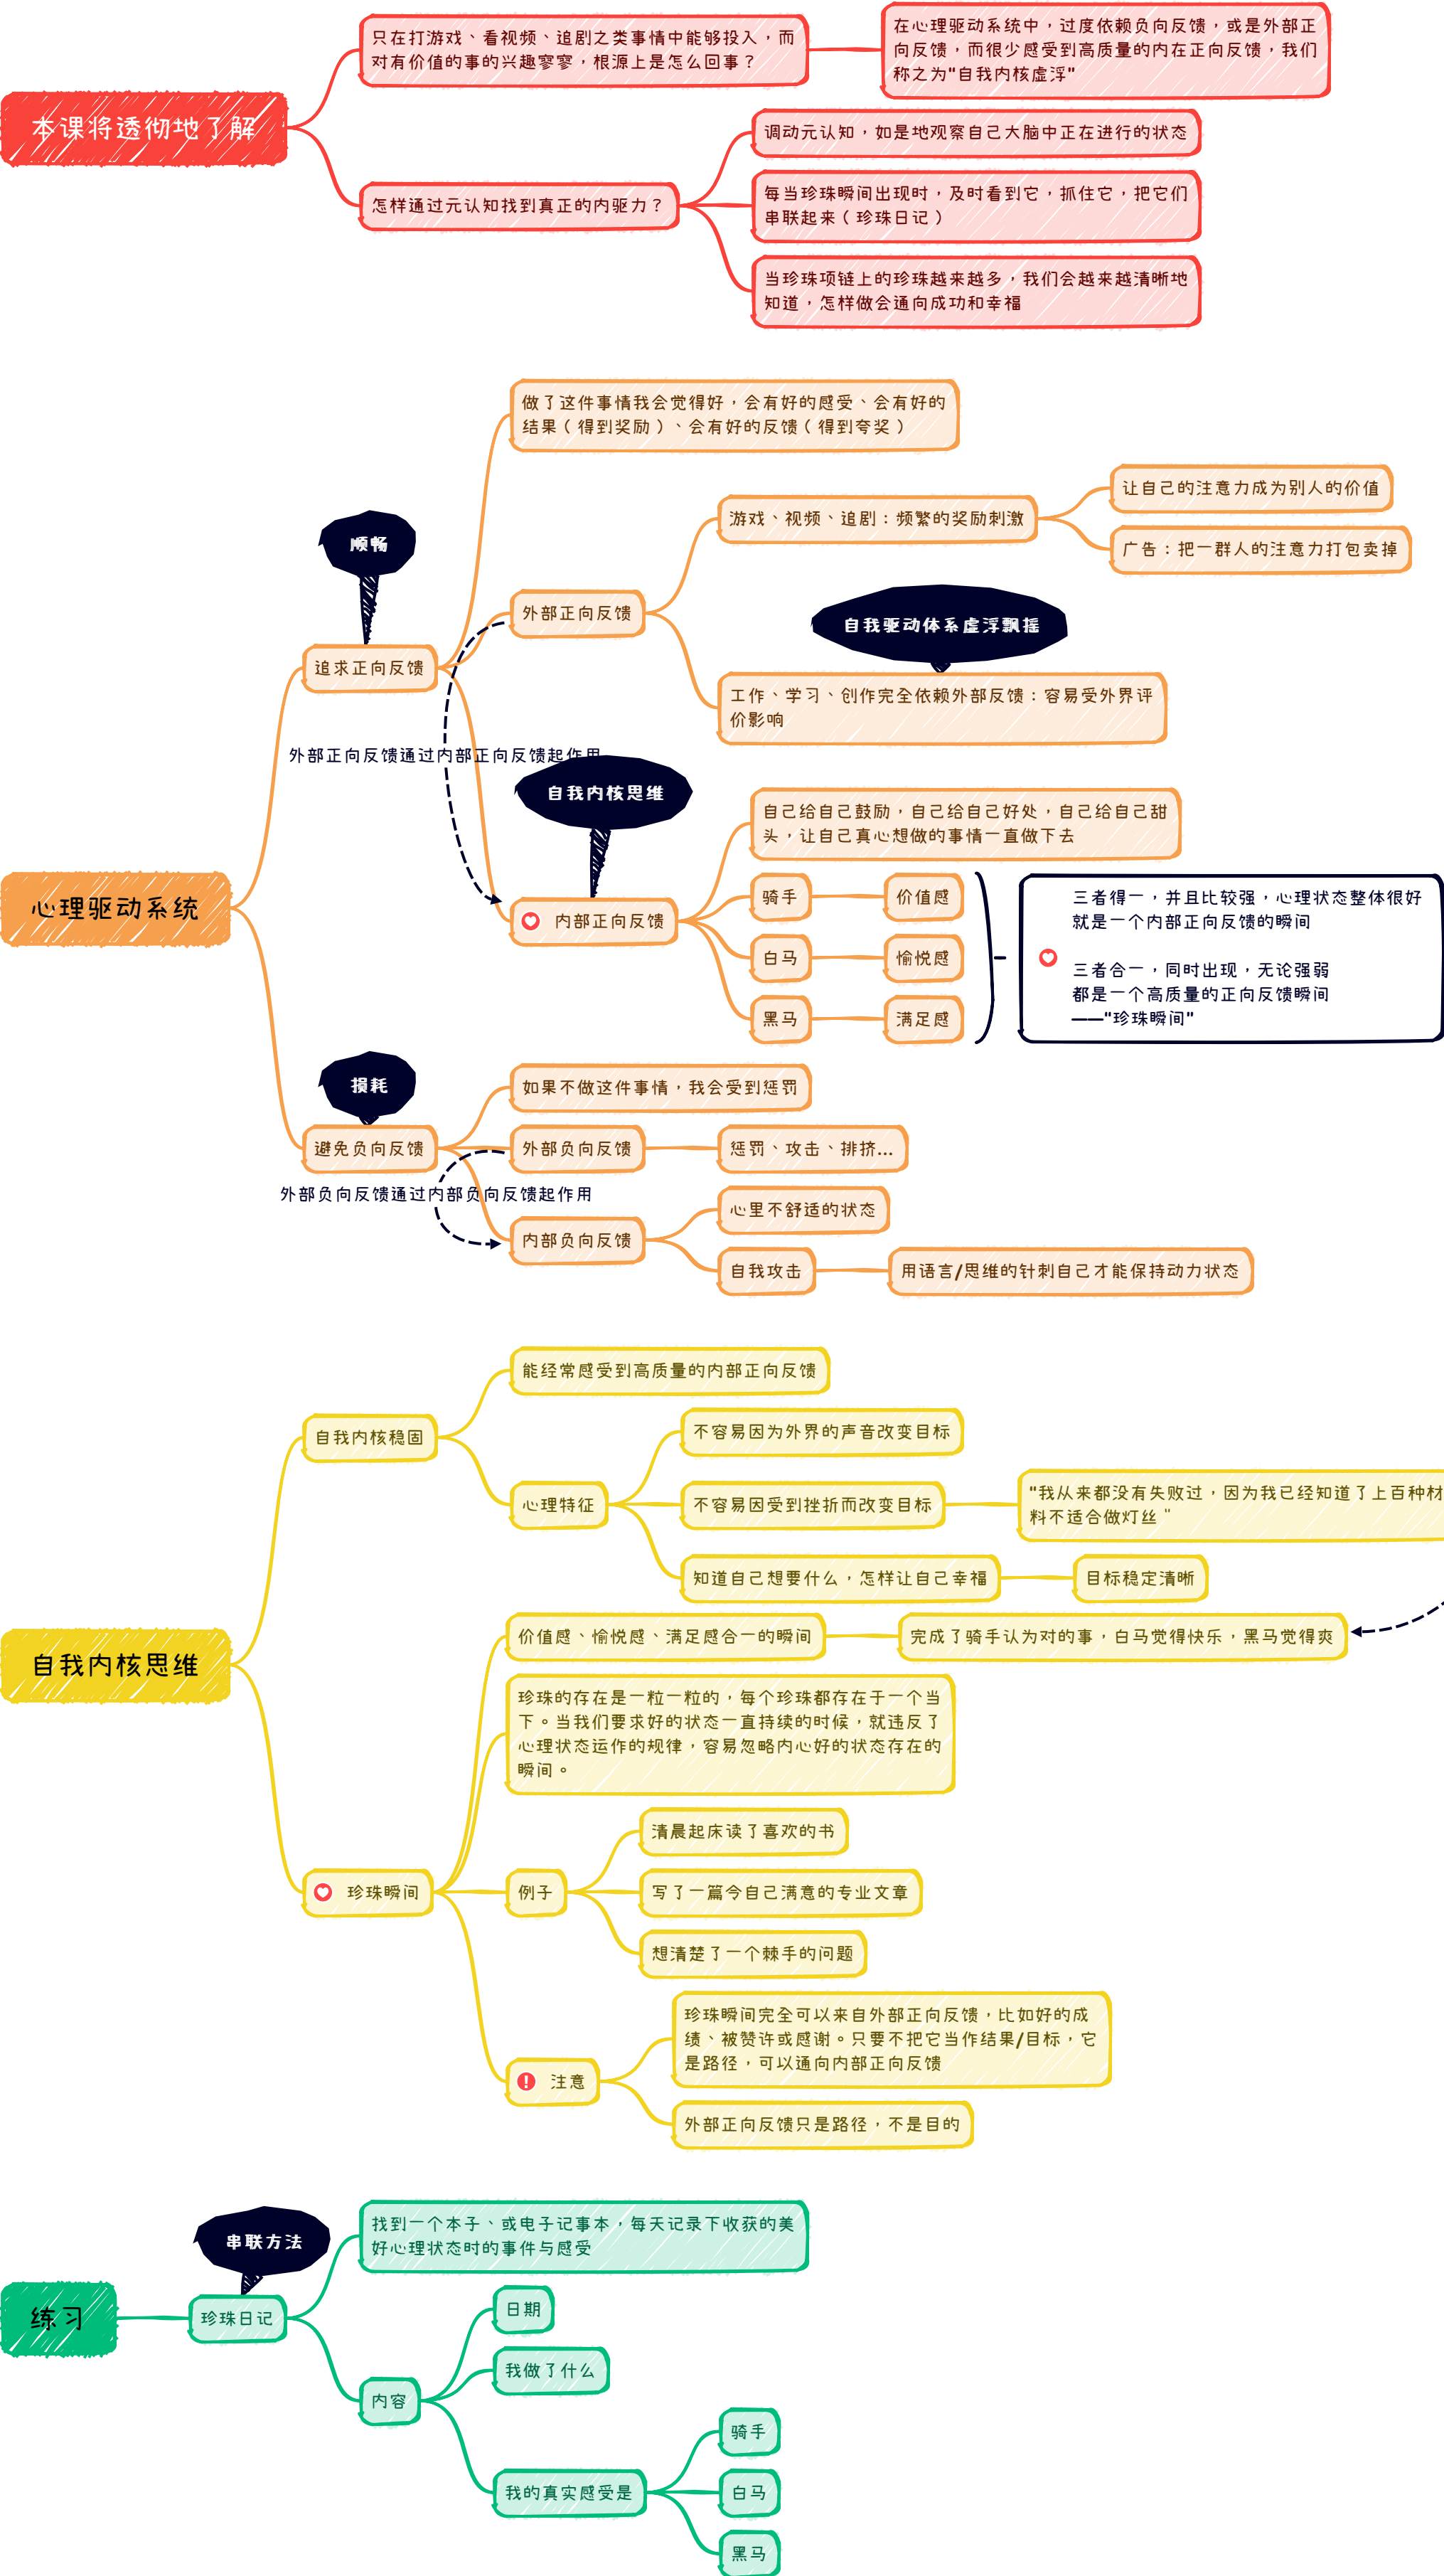 本课将透彻地了解
只在打游戏、看视频、追剧之类事情中能够投入，而
对有价值的事的兴趣寥寥，根源上是怎么回事？
在心理驱动系统中，过度依赖负向反馈，或是外部正
向反馈，而很少感受到高质量的内在正向反馈，我们
称之为"自我内核虚浮"
怎样通过元认知找到真正的内驱力？
调动元认知，如是地观察自己大脑中正在进行的状态
每当珍珠瞬间出现时，及时看到它，抓住它，把它们
串联起来（珍珠日记）
当珍珠项链上的珍珠越来越多，我们会越来越清晰地
知道，怎样做会通向成功和幸福
心理驱动系统
顺畅
追求正向反馈
做了这件事情我会觉得好，会有好的感受、会有好的
结果（得到奖励）、会有好的反馈（得到夸奖）
外部正向反馈
游戏、视频、追剧：频繁的奖励刺激
让自己的注意力成为别人的价值
广告：把一群人的注意力打包卖掉
自我驱动体系虚浮飘摇
工作、学习、创作完全依赖外部反馈：容易受外界评
价影响
外部正向反馈通过内部正向反馈起作用
自我内核思维
内部正向反馈
自己给自己鼓励，自己给自己好处，自己给自己甜
头，让自己真心想做的事情一直做下去
骑手
价值感
白马
愉悦感
黑马
满足感
三者得一，并且比较强，心理状态整体很好
就是一个内部正向反馈的瞬间
三者合一，同时出现，无论强弱
都是一个高质量的正向反馈瞬间
——"珍珠瞬间"
损耗
避免负向反馈
如果不做这件事情，我会受到惩罚
外部负向反馈
惩罚、攻击、排挤...
外部负向反馈通过内部负向反馈起作用
内部负向反馈
心里不舒适的状态
自我攻击
用语言/思维的针刺自己才能保持动力状态
自我内核思维
自我内核稳固
能经常感受到高质量的内部正向反馈
心理特征
不容易因为外界的声音改变目标
不容易因受到挫折而改变目标
"我从来都没有失败过，因为我已经知道了上百种材
料不适合做灯丝"
知道自己想要什么，怎样让自己幸福
目标稳定清晰
珍珠瞬间
价值感、愉悦感、满足感合一的瞬间
完成了骑手认为对的事，白马觉得快乐，黑马觉得爽
珍珠的存在是一粒一粒的，每个珍珠都存在于一个当
下。当我们要求好的状态一直持续的时候，就违反了
心理状态运作的规律，容易忽略内心好的状态存在的
瞬间。
例子
清晨起床读了喜欢的书
写了一篇令自己满意的专业文章
想清楚了一个棘手的问题
注意
珍珠瞬间完全可以来自外部正向反馈，比如好的成
绩、被赞许或感谢。只要不把它当作结果/目标，它
是路径，可以通向内部正向反馈
外部正向反馈只是路径，不是目的
练习
串联方法
珍珠日记
找到一个本子、或电子记事本，每天记录下收获的美
好心理状态时的事件与感受
内容
日期
我做了什么
我的真实感受是
骑手
白马
黑马